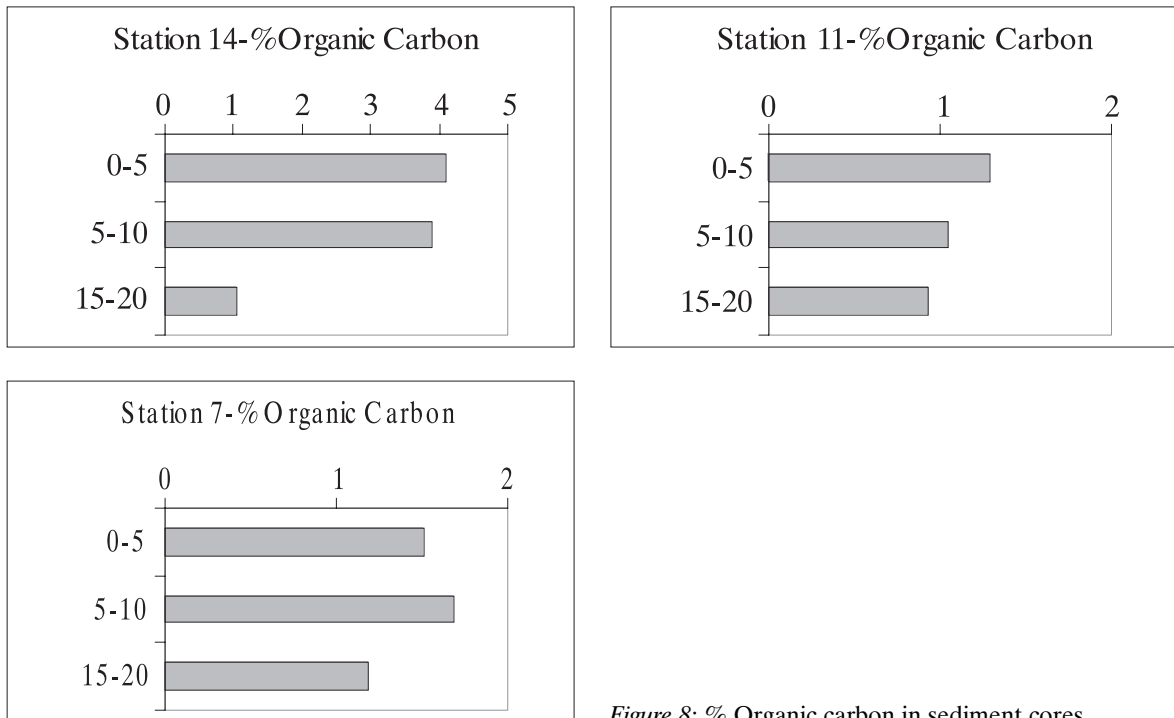 Station 14-%Organic Carbon
0 1 2 3 4 5
0-5
5-10
15-20
Station 11-%Organic Carbon
0 1 2
0-5
5-10
15-20
Station 7-% Organic Carbon
0 1 2
0-5
5-10
15-20
Figure 8: % Organic carbon in sediment cores